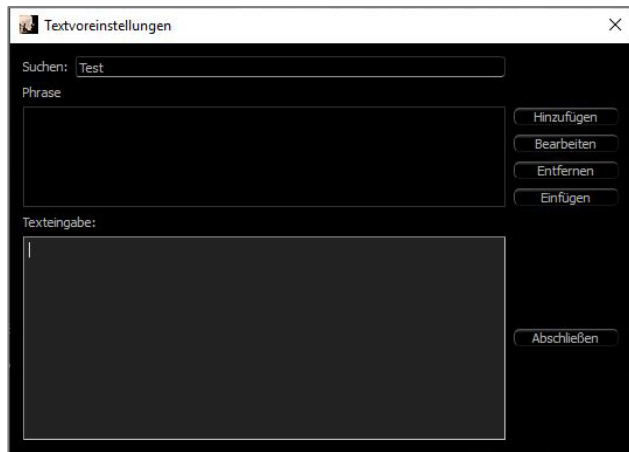 Textvoreinstellungen
Suchen: Test
Phrase
Hinzufügen
Bearbeiten
Entfernen
Einfügen
Texteingabe:
Abschließen